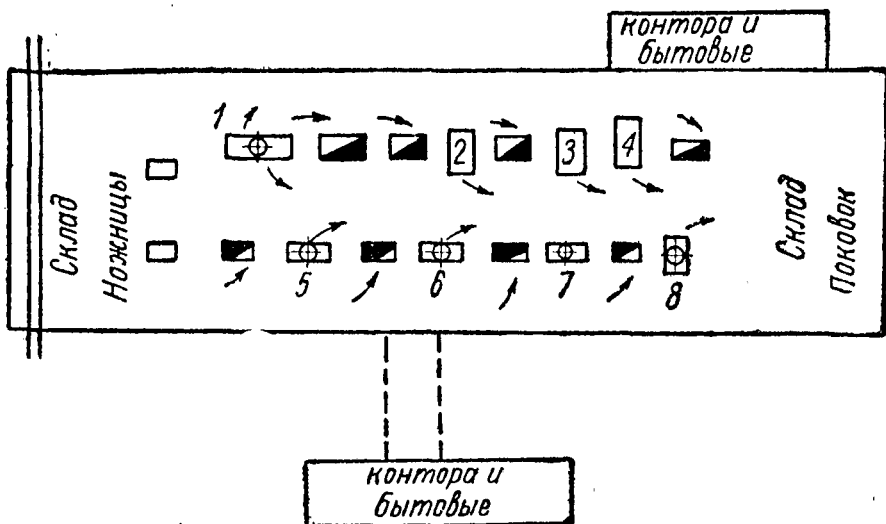 контора и
бытовые
1
2
3
4
Склад
Ножницы
5
6
7
8
Склад
Поковок
контора и
бытовые